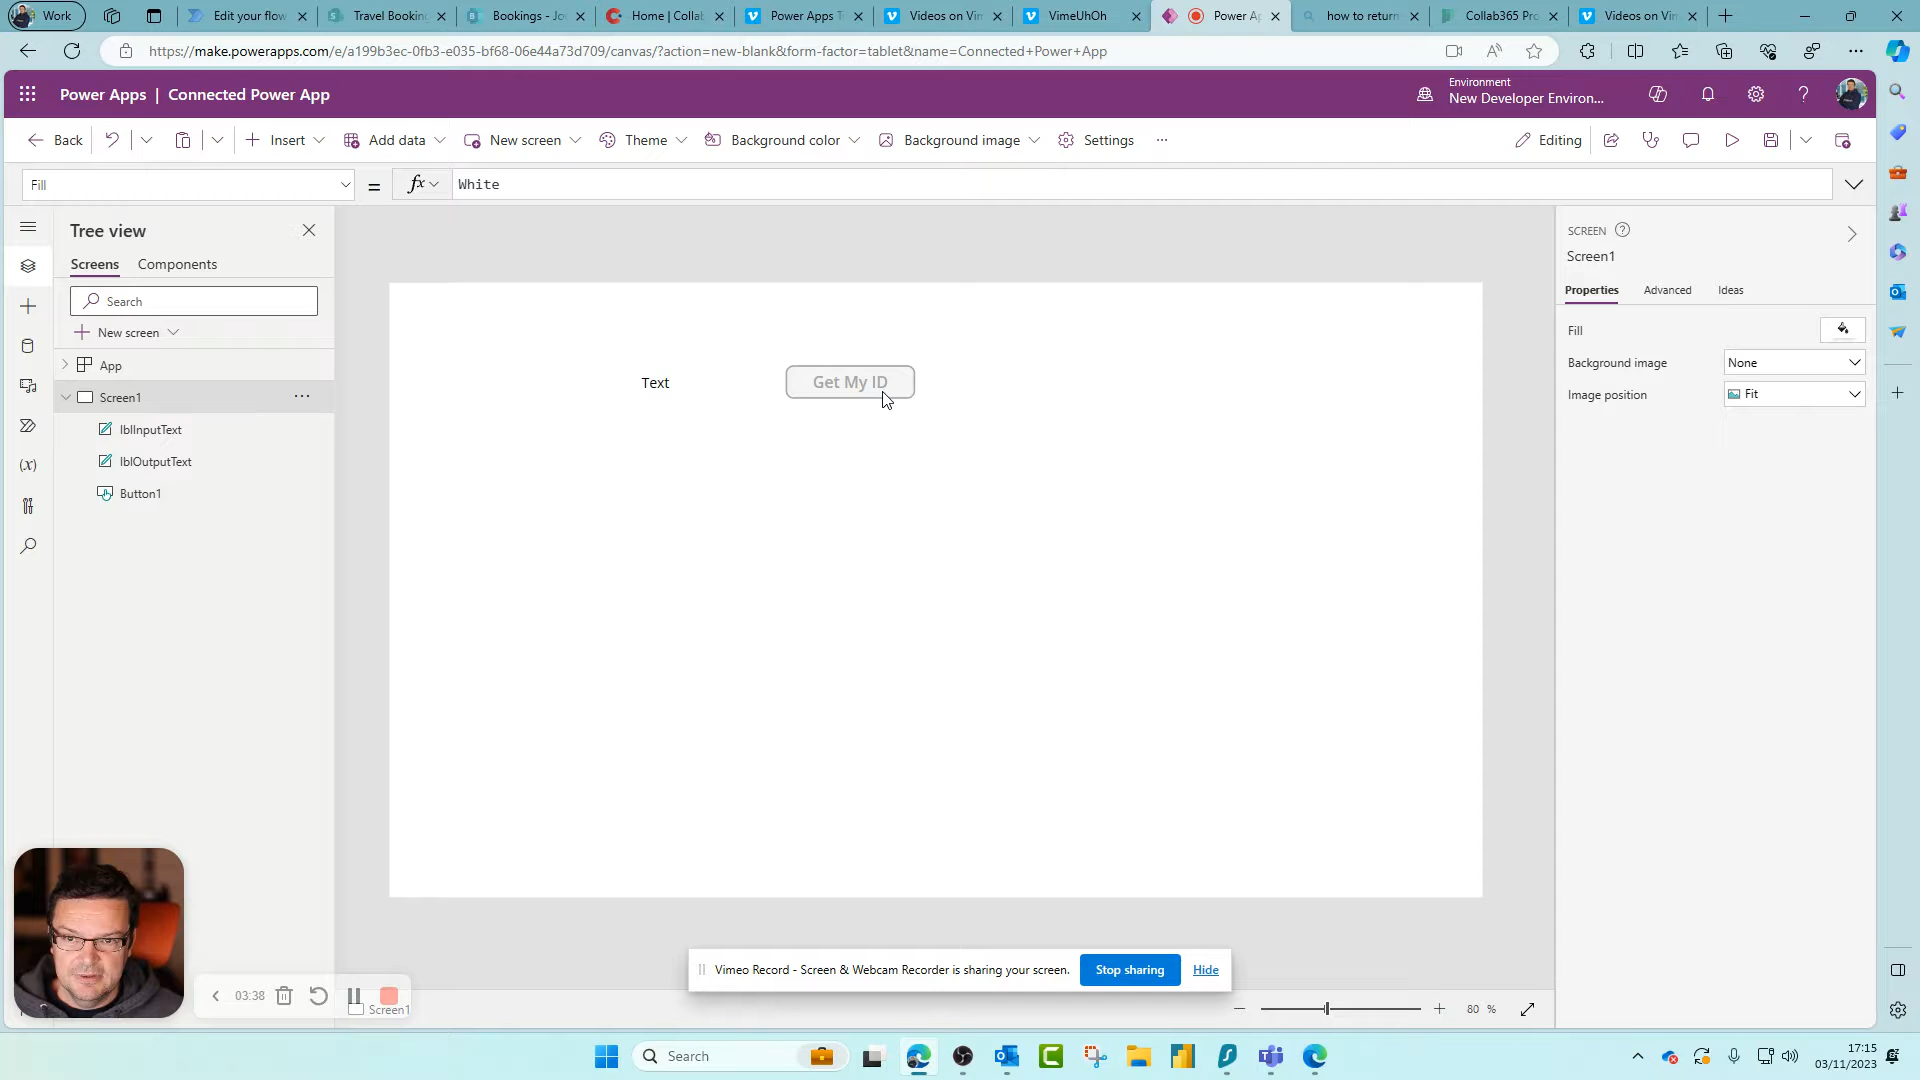 Work
Edit your flow
Travel Bookin
Bookings - Jo
Home | Collab
Power Apps T
Videos on Vim
VimeUhOh
Power Ap
how to return
Collab365 Pro
Videos on Vim
https://make.powerapps.com/e/a199b3ec-0fb3-e035-bf68-06e44a73d709/canvas/?action=new-blank&form-factor=tablet&name=Connected+Power+App
Power Apps | Connected Power App
Environment
New Developer Environ...
Back
Insert
Add data
New screen
Theme
Background color
Background image
Settings
Editing
Fill
=
fx
White
Tree view
Screens
Components
Search
New screen
App
Screen1
lblInputText
lblOutputText
Button1
(x)
Text
Get My ID
SCREEN
Screen1
Properties
Advanced
Ideas
Fill
Background image
None
Image position
Fit
03:38
Screen1
Vimeo Record - Screen & Webcam Recorder is sharing your screen.
Stop sharing
Hide
80 %
Search
17:15
03/11/2023